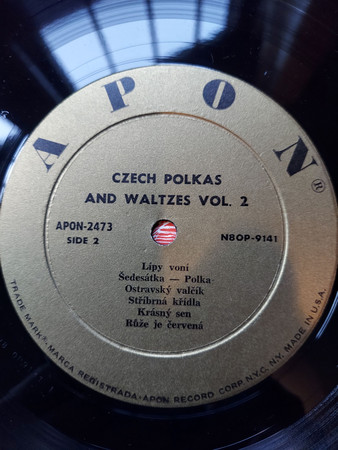 APON®
CZECH POLKAS
AND WALTZES VOL. 2
APON-2473
SIDE 2
N8OP-9141
Lípy voní
Šedesátka — Polka
Ostravský valčík
Stříbrná křídla
Krásný sen
Růže je červená
TRADE MARK·MARCA REGISTRADA·APON RECORD CORP N.Y.C. N.Y. MADE IN U.S.A.